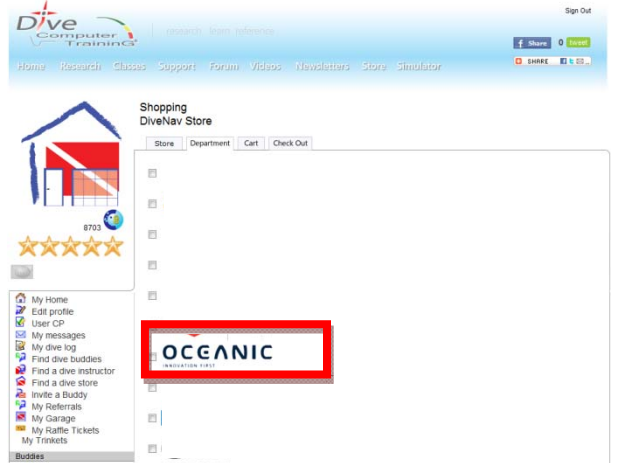 Sign Out
Dive
Computer
TraininG
research learn reference
Share 0 tweet
Home Research Classes Support Forum Videos Newsletters Store Simulator
SHARE
Shopping
DiveNav Store
Store Department Cart Check Out
8703
OCEANIC
INNOVATION FIRST
My Home
Edit profile
User CP
My messages
My dive log
Find dive buddies
Find a dive instructor
Find a dive store
Invite a Buddy
My Referrals
My Garage
My Raffle Tickets
My Trinkets
Buddies